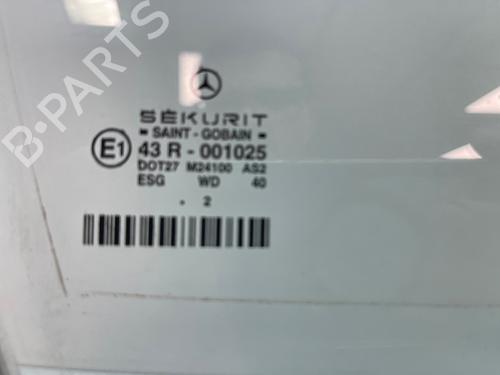 SEKURIT
SAINT - GOBAIN
E1 43 R - 001025
DOT27 M24100 AS2
ESG WD 40
. 2
B-PARTS